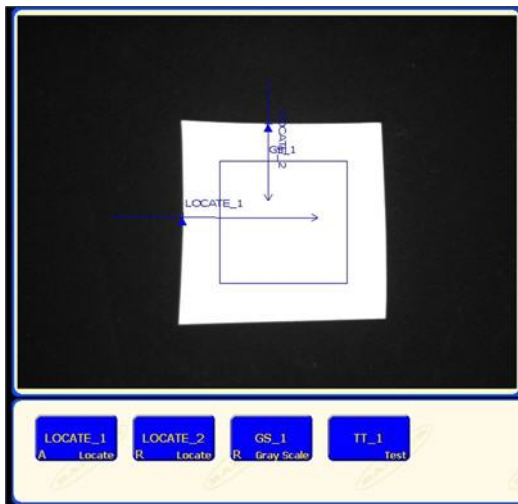 LOCATE_2
GS_1
LOCATE_1
LOCATE_1
A Locate
LOCATE_2
R Locate
GS_1
R Gray Scale
TT_1
Test